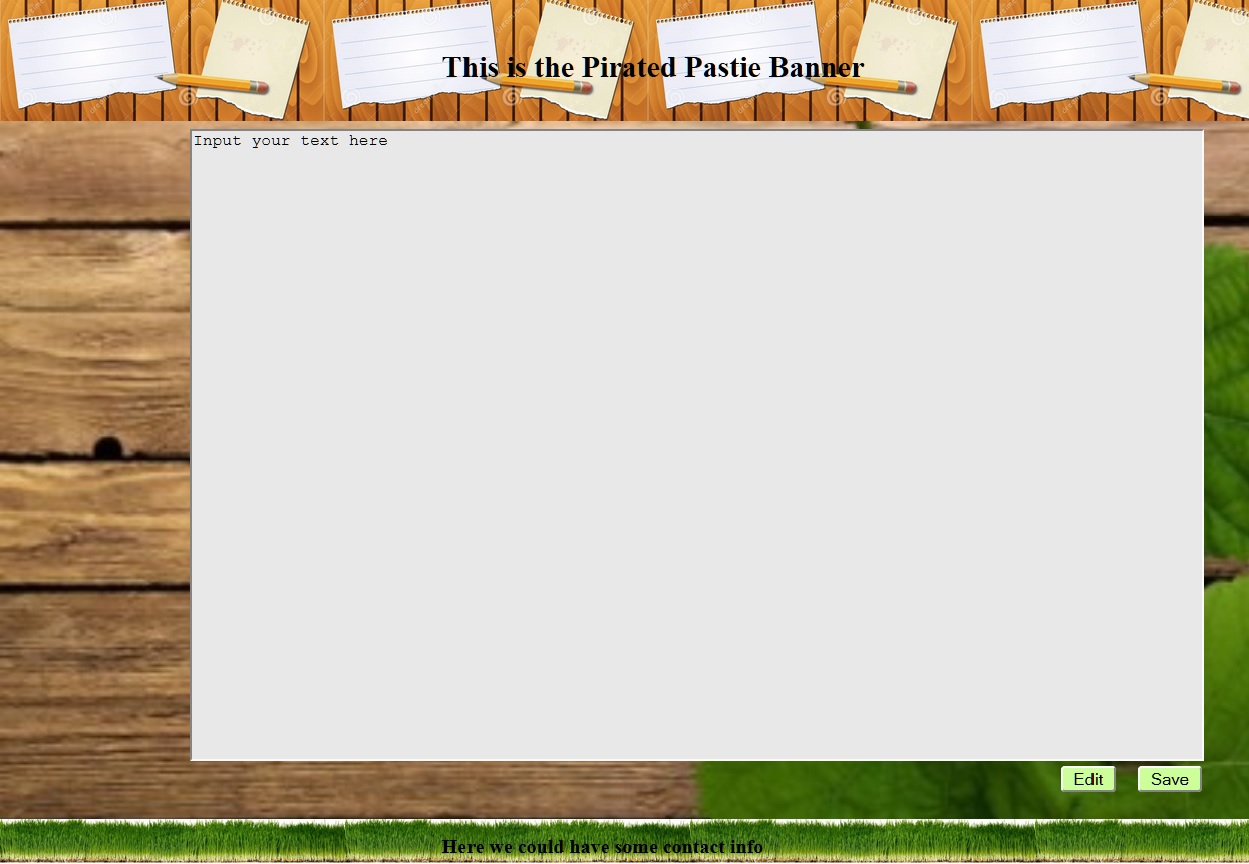 This is the Pirated Pastie Banner
Input your text here
Edit Save
Here we could have some contact info